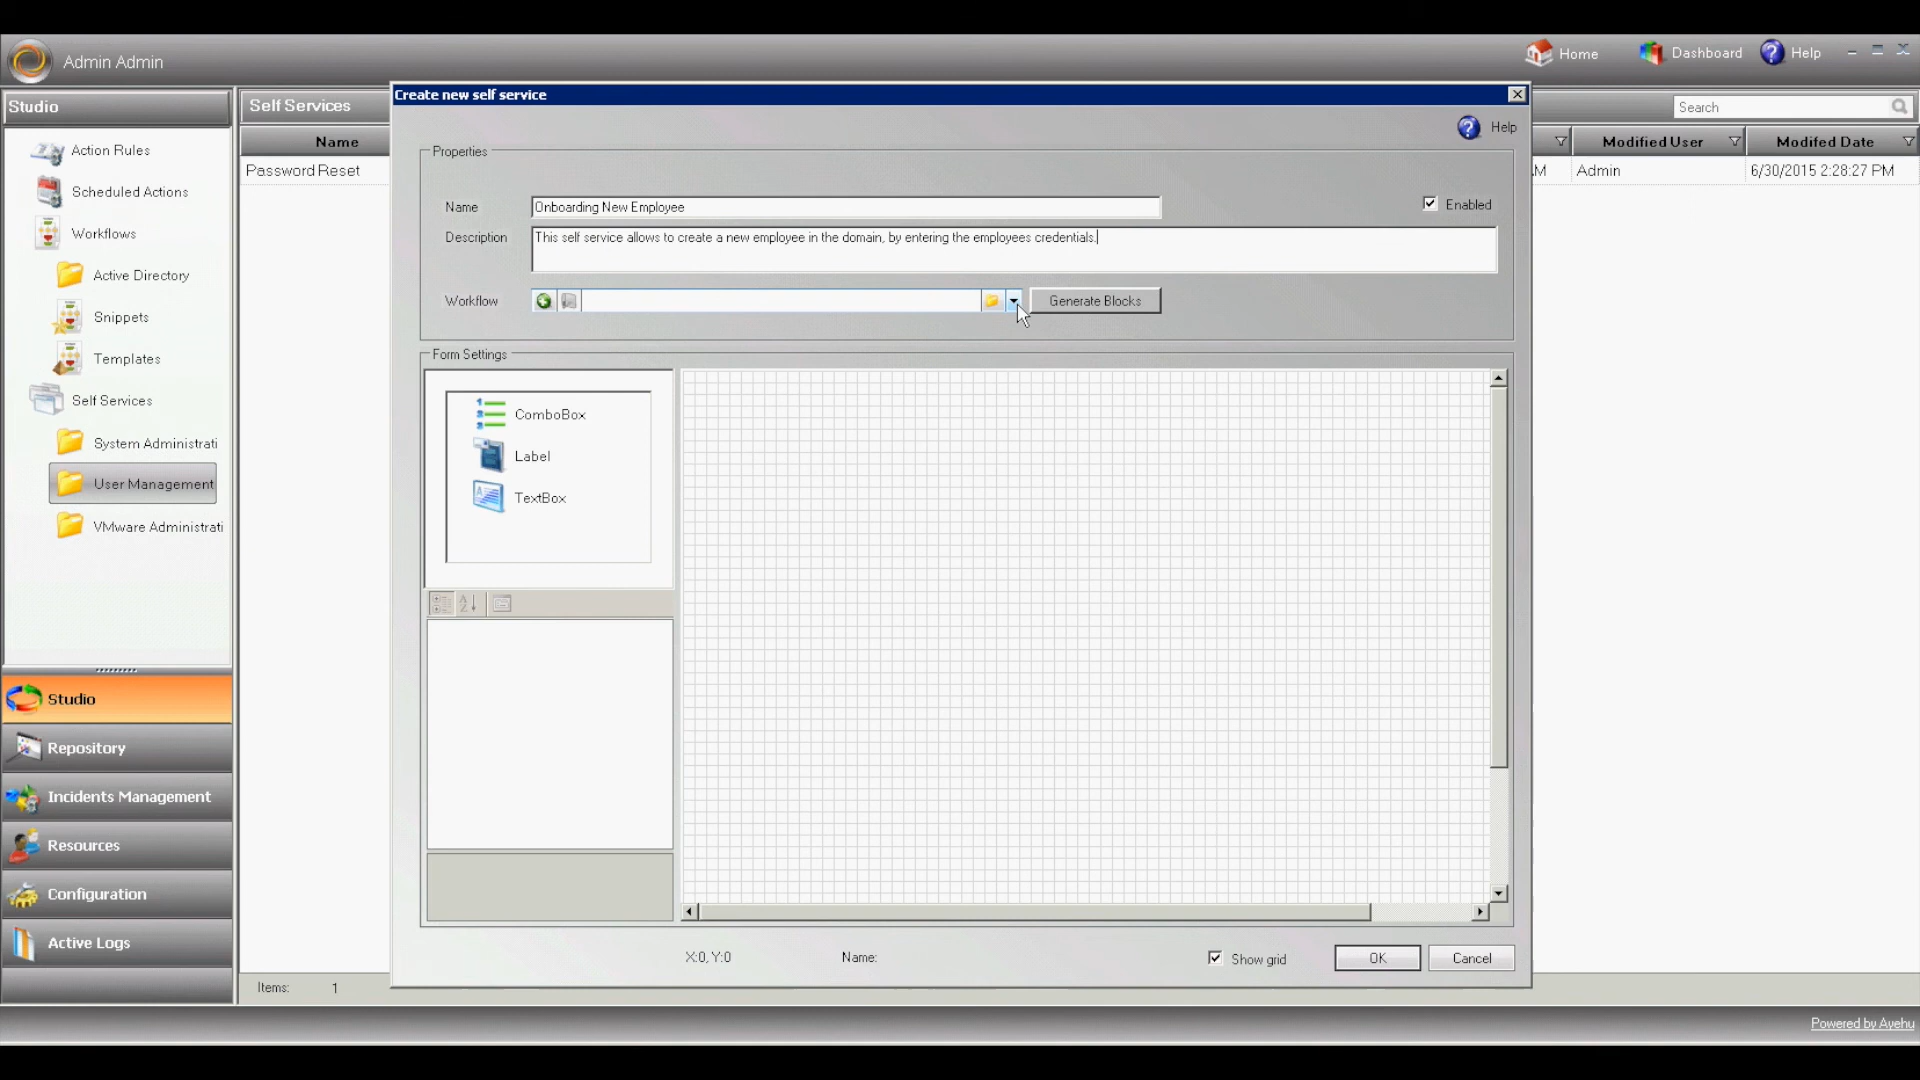 Admin Admin
Home
Dashboard
Help
Studio
Action Rules
Scheduled Actions
Workflows
Active Directory
Snippets
Templates
Self Services
System Administrati
User Management
VMware Administrati
Studio
Repository
Incidents Management
Resources
Configuration
Active Logs
Self Services
Search
Name
Modified User
Modifed Date
Password Reset
M
Admin
6/30/2015 2:28:27 PM
Items: 1
Create new self service
Help
Properties
Name
Onboarding New Employee
Enabled
Description
This self service allows to create a new employee in the domain, by entering the employees credentials.
Workflow
Generate Blocks
Form Settings
ComboBox
Label
TextBox
X:0, Y:0
Name:
Show grid
OK
Cancel
Powered by Ayehu